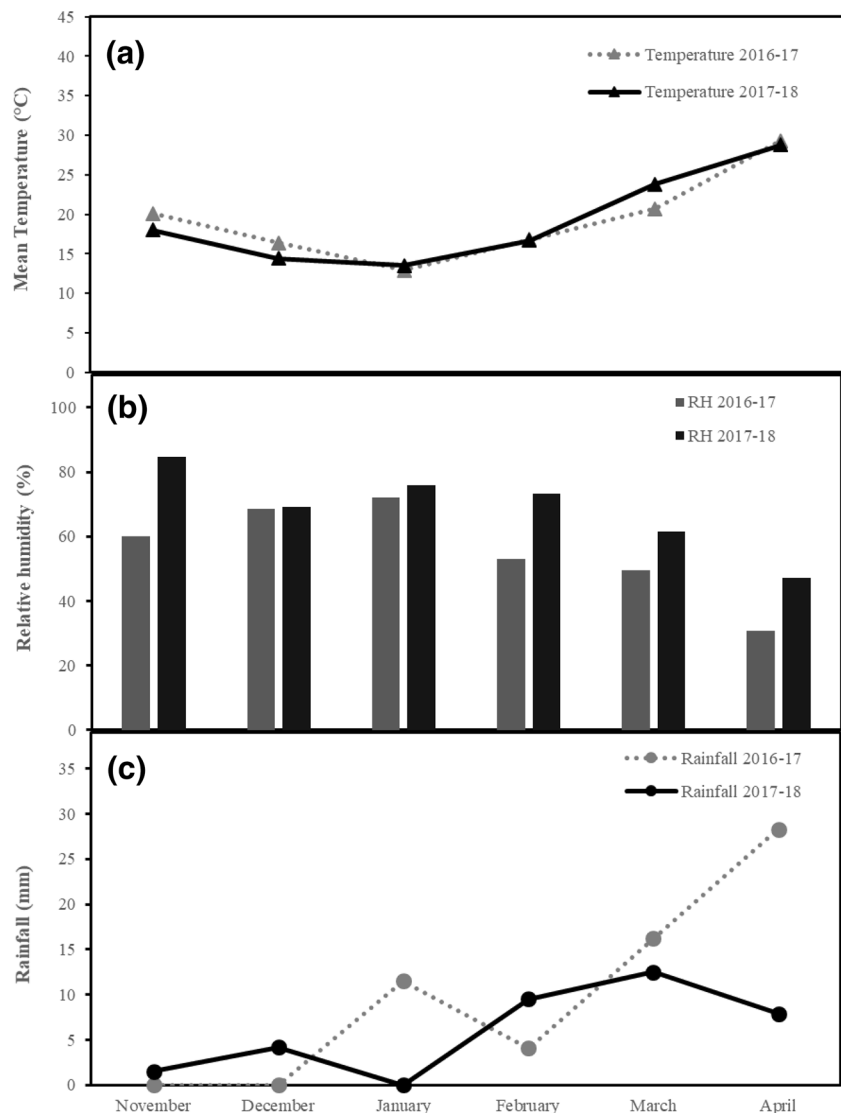 (a)
Temperature 2016-17
Temperature 2017-18
Mean Temperature (°C)
45
40
35
30
25
20
15
10
5
0
(b)
RH 2016-17
RH 2017-18
Relative humidity (%)
100
80
60
40
20
0
(c)
Rainfall 2016-17
Rainfall 2017-18
Rainfall (mm)
35
30
25
20
15
10
5
0
November December January February March April